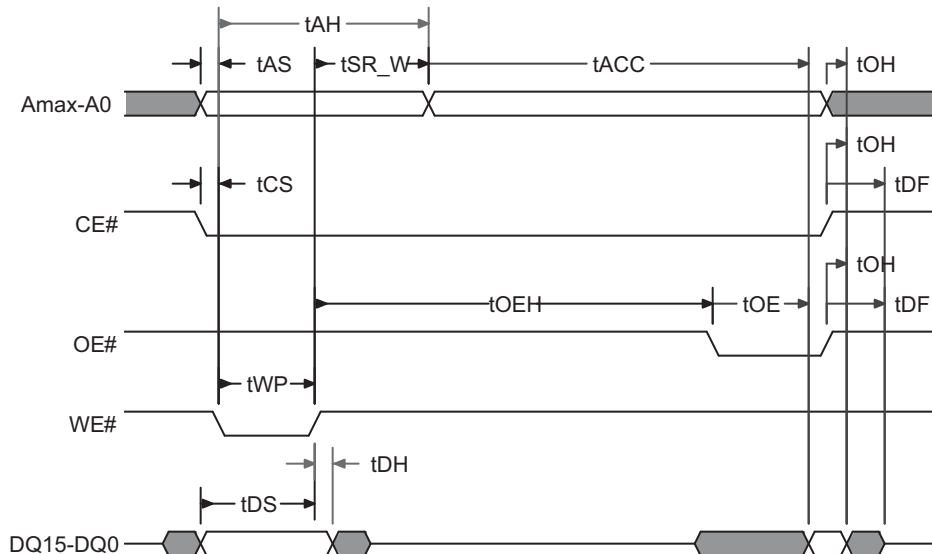 tAH
tAS tSR_W tACC tOH
Amax-A0
tOH
tCS tDF
CE#
tOH
tOEH tOE tDF
OE#
tWP
WE#
tDH
tDS
DQ15-DQ0